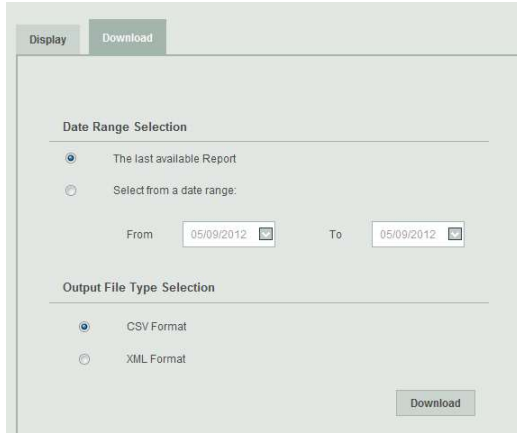 Display Download
Date Range Selection
The last available Report
Select from a date range:
From 05/09/2012 To 05/09/2012
Output File Type Selection
CSV Format
XML Format
Download